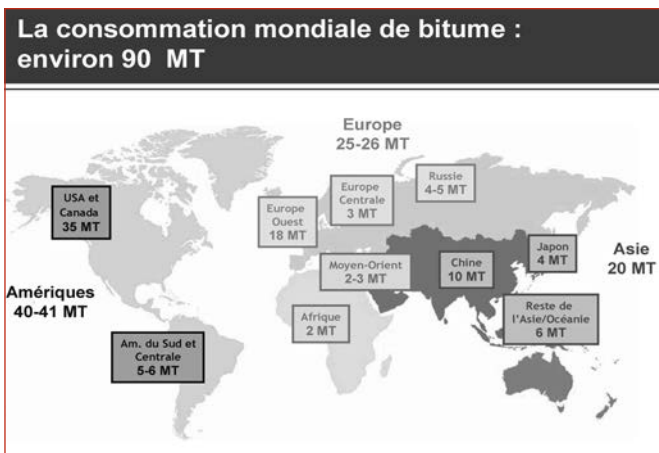 La consommation mondiale de bitume :
environ 90 MT
Europe
25-26 MT
Russie
4-5 MT
USA et
Canada
35 MT
Europe
Centrale
3 MT
Europe
Ouest
18 MT
Japon
4 MT
Asie
20 MT
Moyen-Orient
2-3 MT
Chine
10 MT
Amériques
40-41 MT
Afrique
2 MT
Reste de
l'Asie/Océanie
6 MT
Am. du Sud et
Centrale
5-6 MT